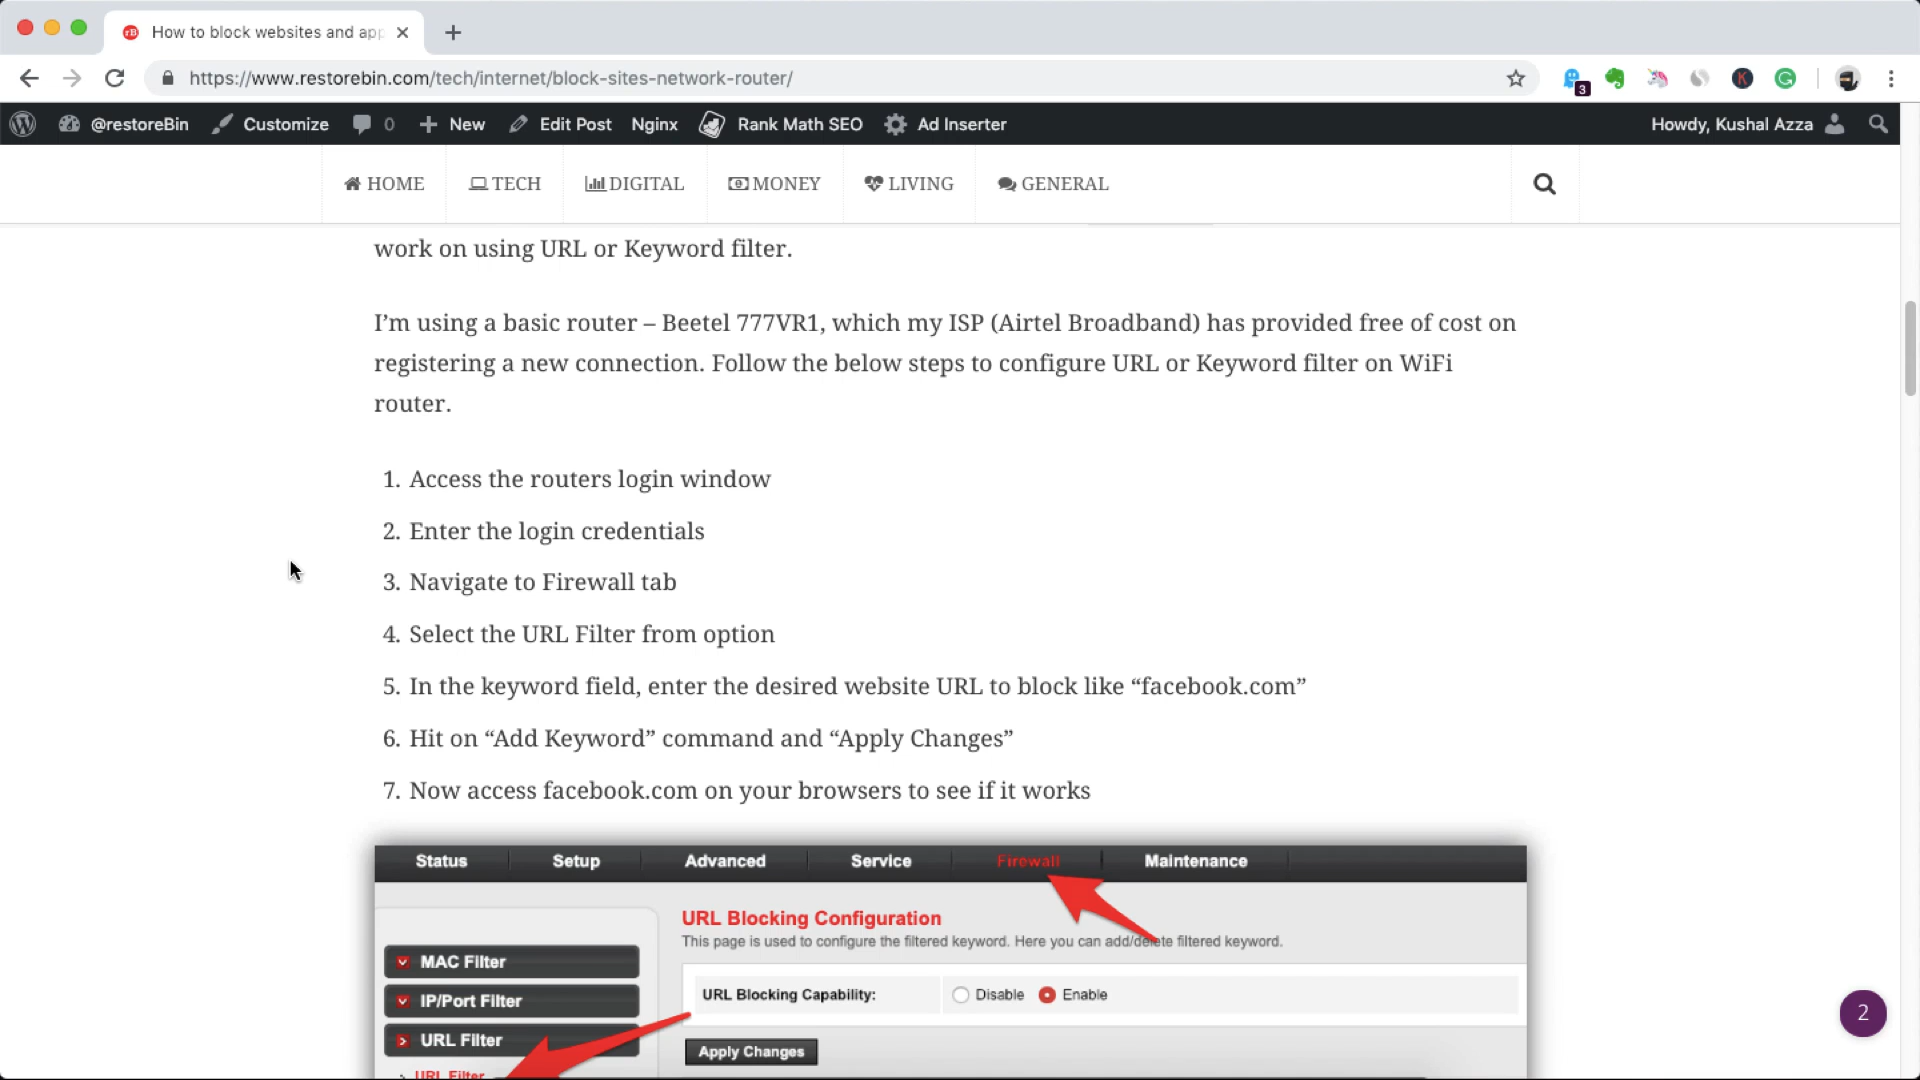 How to block websites and app
https://www.restorebin.com/tech/internet/block-sites-network-router/
3
@restoreBin
Customize
0
New
Edit Post
Nginx
Rank Math SEO
Ad Inserter
Howdy, Kushal Azza
HOME
TECH
DIGITAL
MONEY
LIVING
GENERAL
work on using URL or Keyword filter.
I’m using a basic router – Beetel 777VR1, which my ISP (Airtel Broadband) has provided free of cost on
registering a new connection. Follow the below steps to configure URL or Keyword filter on WiFi
router.
1. Access the routers login window
2. Enter the login credentials
3. Navigate to Firewall tab
4. Select the URL Filter from option
5. In the keyword field, enter the desired website URL to block like “facebook.com”
6. Hit on “Add Keyword” command and “Apply Changes”
7. Now access facebook.com on your browsers to see if it works
Status
Setup
Advanced
Service
Firewall
Maintenance
URL Blocking Configuration
This page is used to configure the filtered keyword. Here you can add/delete filtered keyword.
MAC Filter
IP/Port Filter
URL Filter
URL Filter
URL Blocking Capability:
Disable
Enable
Apply Changes
2